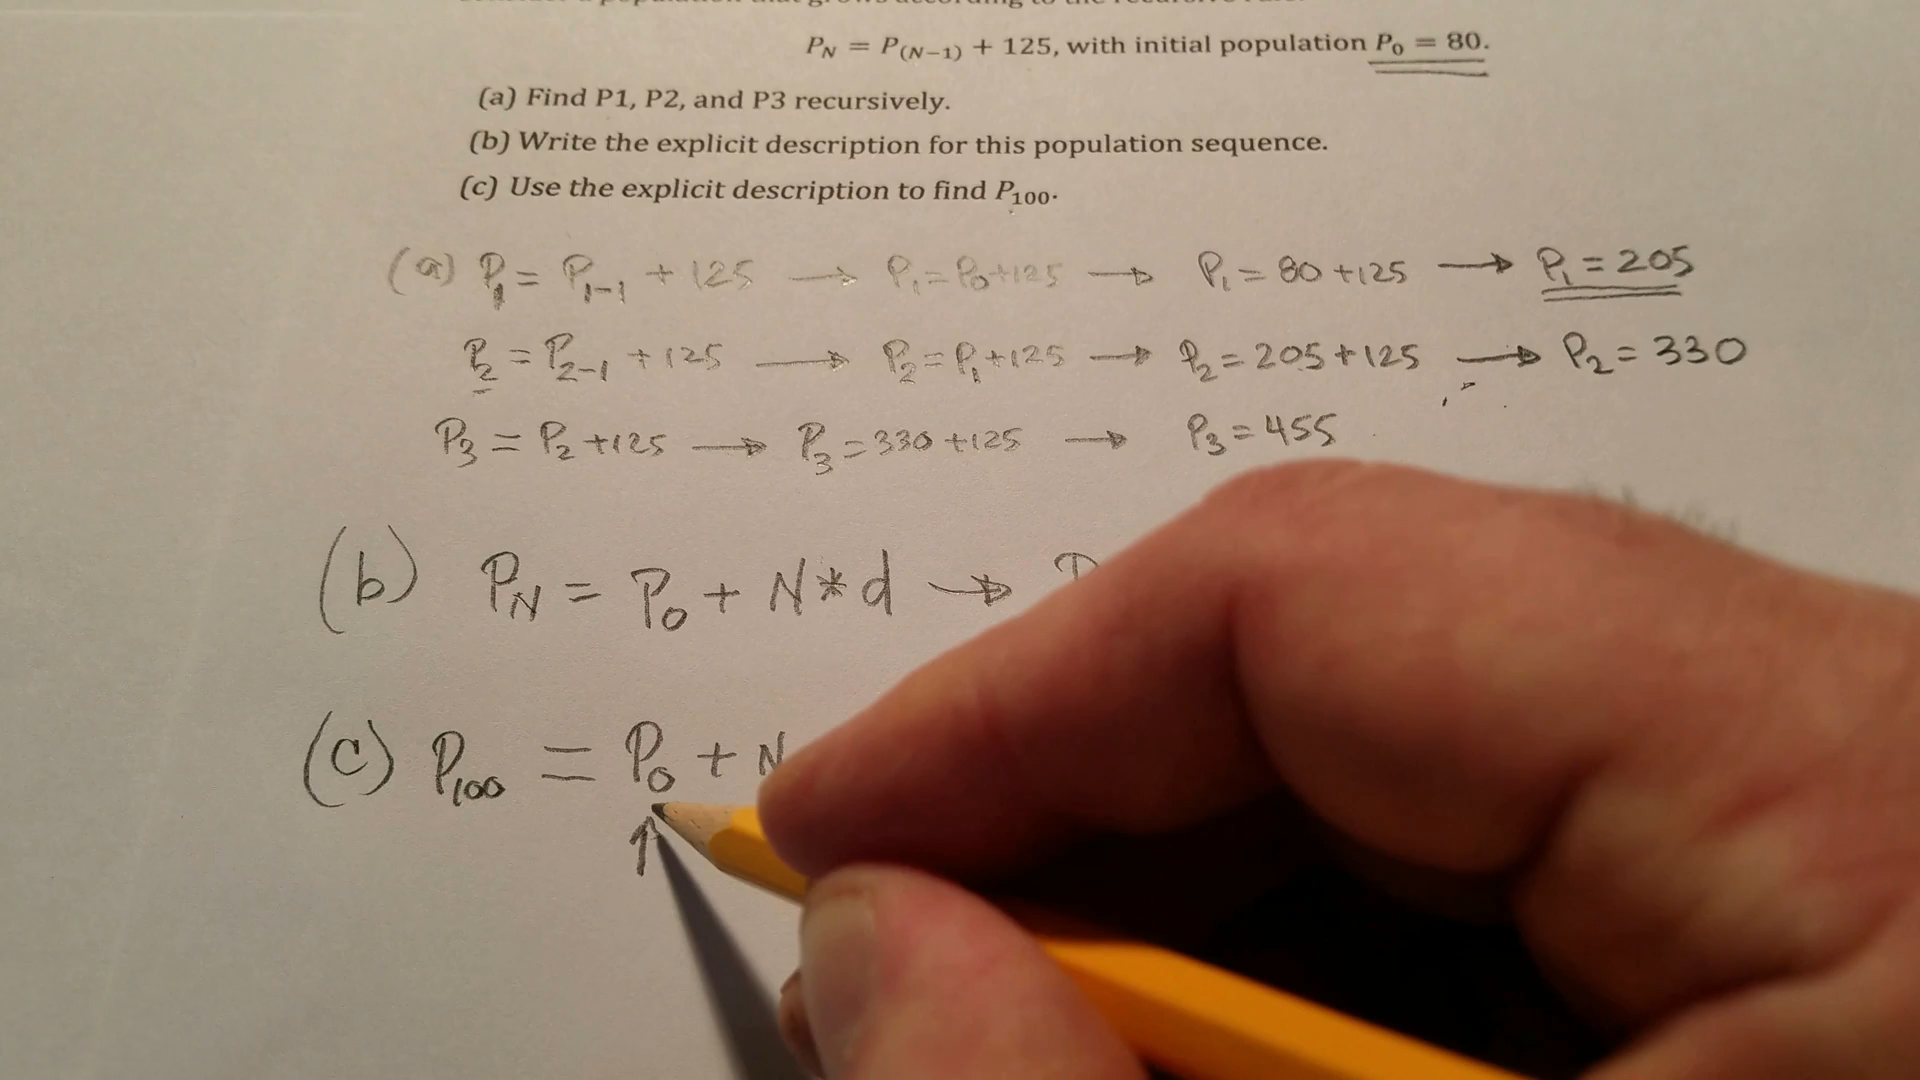 P_N = P_(N−1) + 125, with initial population P_0 = 80.
(a) Find P1, P2, and P3 recursively.
(b) Write the explicit description for this population sequence.
(c) Use the explicit description to find P_100.
(a) P_1 = P_1-1 + 125 → P_1 = P_0 + 125 → P_1 = 80 + 125 → P_1 = 205
P_2 = P_2-1 + 125 → P_2 = P_1 + 125 → P_2 = 205 + 125 → P_2 = 330
P_3 = P_2 + 125 → P_3 = 330 + 125 → P_3 = 455
(b) P_N = P_0 + N * d →
(c) P_100 = P_0 + N